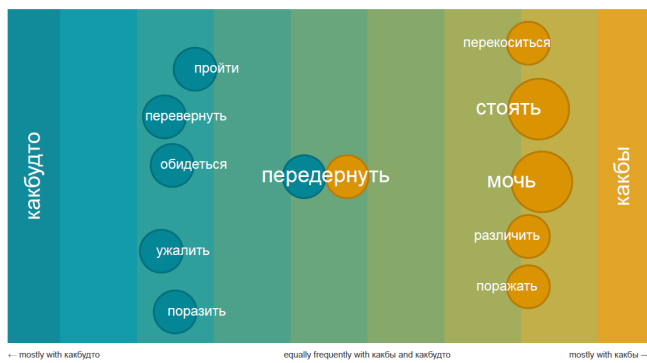 какбудто
пройти
перевернуть
обидеться
ужалить
поразить
передернуть
перекоситься
стоять
мочь
различить
поражать
какбы
← mostly with какбудто
equally frequently with какбы and какбудто
mostly with какбы —